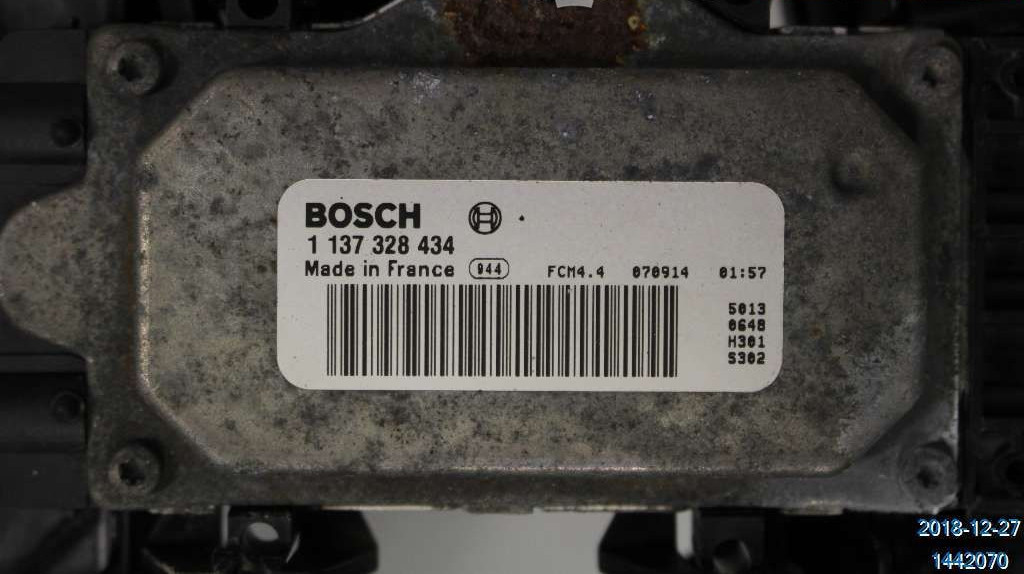 BOSCH
1 137 328 434
Made in France 944 FCM4.4 070914 01:57
5013
0648
H301
S302
2018-12-27
1442070